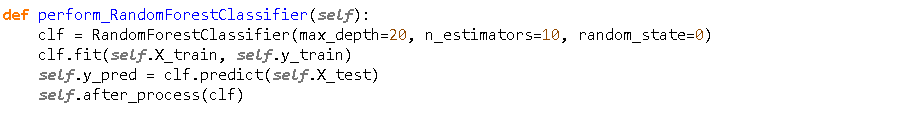 def perform_RandomForestClassifier(self):
    clf = RandomForestClassifier(max_depth=20, n_estimators=10, random_state=0)
    clf.fit(self.X_train, self.y_train)
    self.y_pred = clf.predict(self.X_test)
    self.after_process(clf)